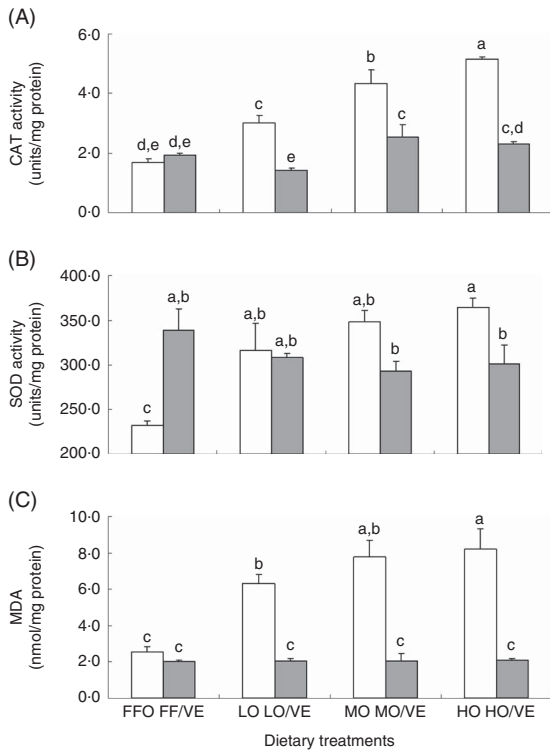 (A)
6·0
4·0
2·0
0·0
CAT activity
(units/mg protein)
d,e d,e
c
e
b
c
a
c,d
(B)
400·0
350·0
300·0
250·0
200·0
SOD activity
(units/mg protein)
c
a,b
a,b
a,b
a,b
b
a
b
(C)
10·0
8·0
6·0
4·0
2·0
0·0
MDA
(nmol/mg protein)
c
c
b
c
a,b
c
a
c
FFO FF/VE LO LO/VE MO MO/VE HO HO/VE
Dietary treatments